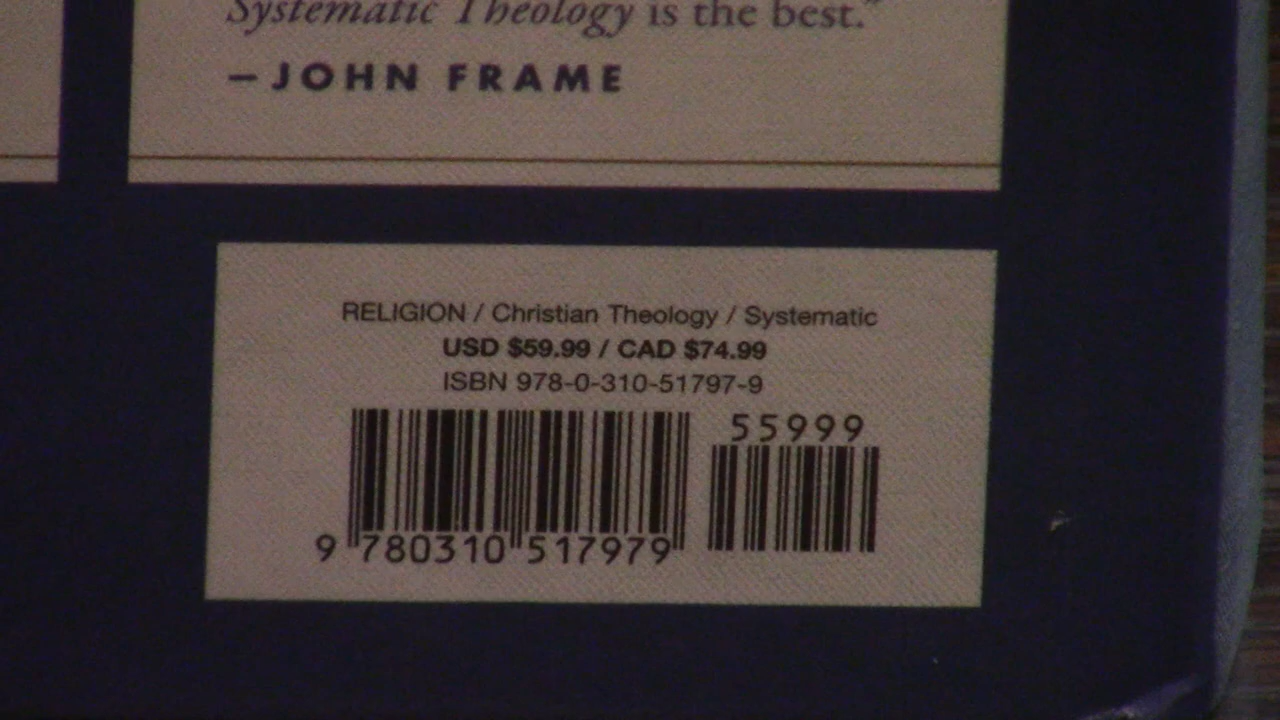 Systematic Theology is the best."
—JOHN FRAME
RELIGION / Christian Theology / Systematic
USD $59.99 / CAD $74.99
ISBN 978-0-310-51797-9
55999
9 780310 517979